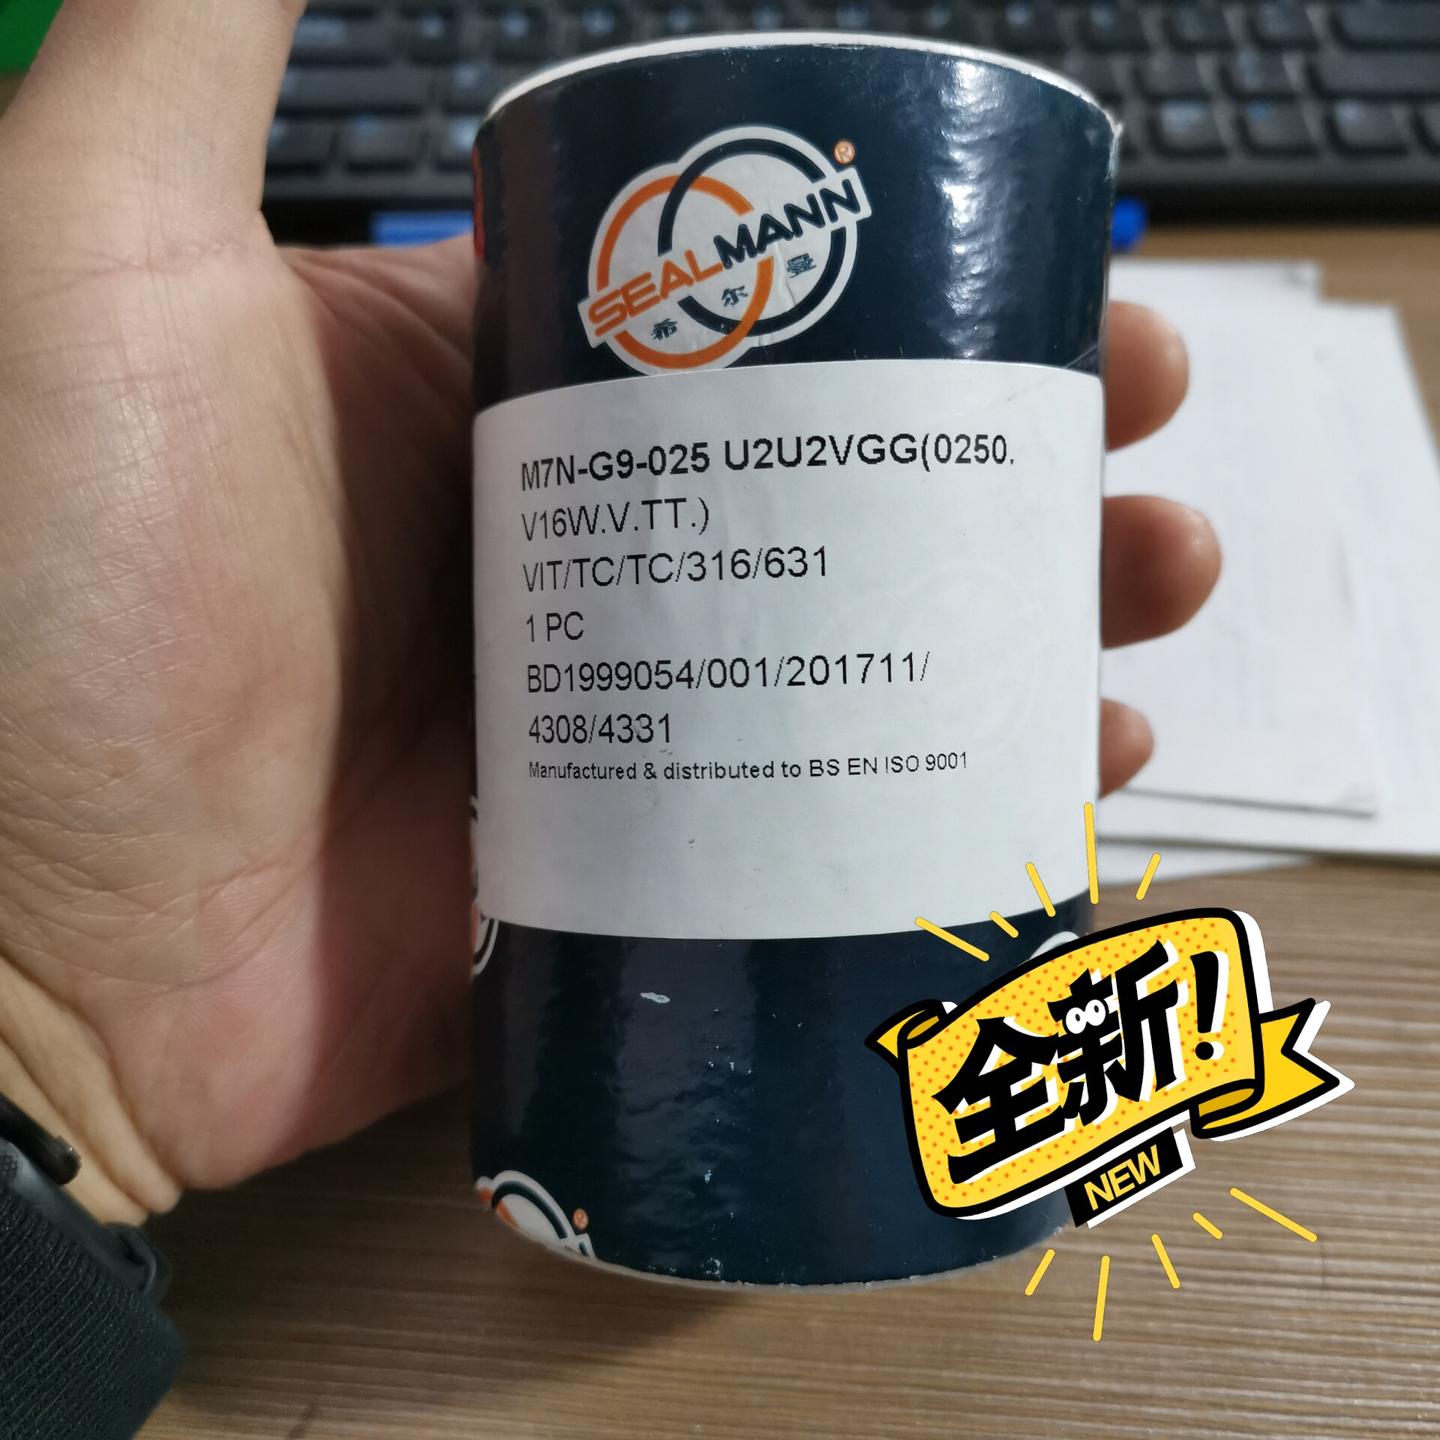 SEALMANN®
希尔曼
M7N-G9-025 U2U2VGG(0250.
V16W.V.TT.)
VIT/TC/TC/316/631
1 PC
BD1999054/001/201711/
4308/4331
Manufactured & distributed to BS EN ISO 9001
全新!
NEW
®